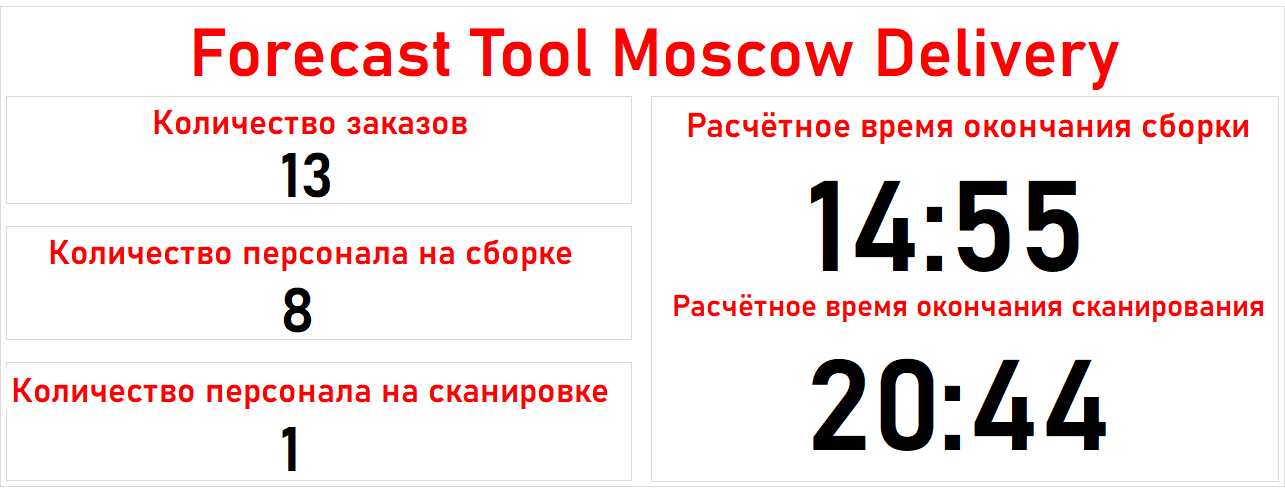 Forecast Tool Moscow Delivery
Количество заказов
13
Количество персонала на сборке
8
Количество персонала на сканировке
1
Расчётное время окончания сборки
14:55
Расчётное время окончания сканирования
20:44